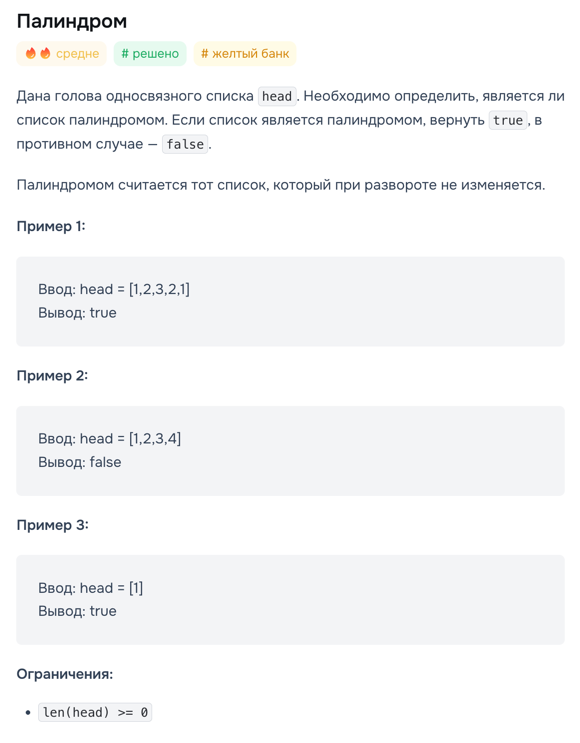 Палиндром
🔥🔥 средне # решено # желтый банк
Дана голова односвязного списка head. Необходимо определить, является ли
список палиндромом. Если список является палиндромом, вернуть true, в
противном случае — false.
Палиндромом считается тот список, который при развороте не изменяется.
Пример 1:
Ввод: head = [1,2,3,2,1]
Вывод: true
Пример 2:
Ввод: head = [1,2,3,4]
Вывод: false
Пример 3:
Ввод: head = [1]
Вывод: true
Ограничения:
• len(head) >= 0